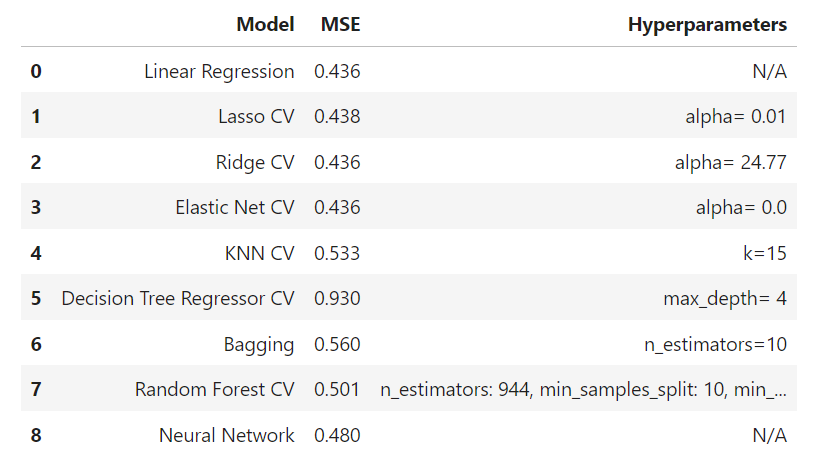 Model MSE Hyperparameters
0 Linear Regression 0.436 N/A
1 Lasso CV 0.438 alpha= 0.01
2 Ridge CV 0.436 alpha= 24.77
3 Elastic Net CV 0.436 alpha= 0.0
4 KNN CV 0.533 k=15
5 Decision Tree Regressor CV 0.930 max_depth= 4
6 Bagging 0.560 n_estimators=10
7 Random Forest CV 0.501 n_estimators: 944, min_samples_split: 10, min_...
8 Neural Network 0.480 N/A